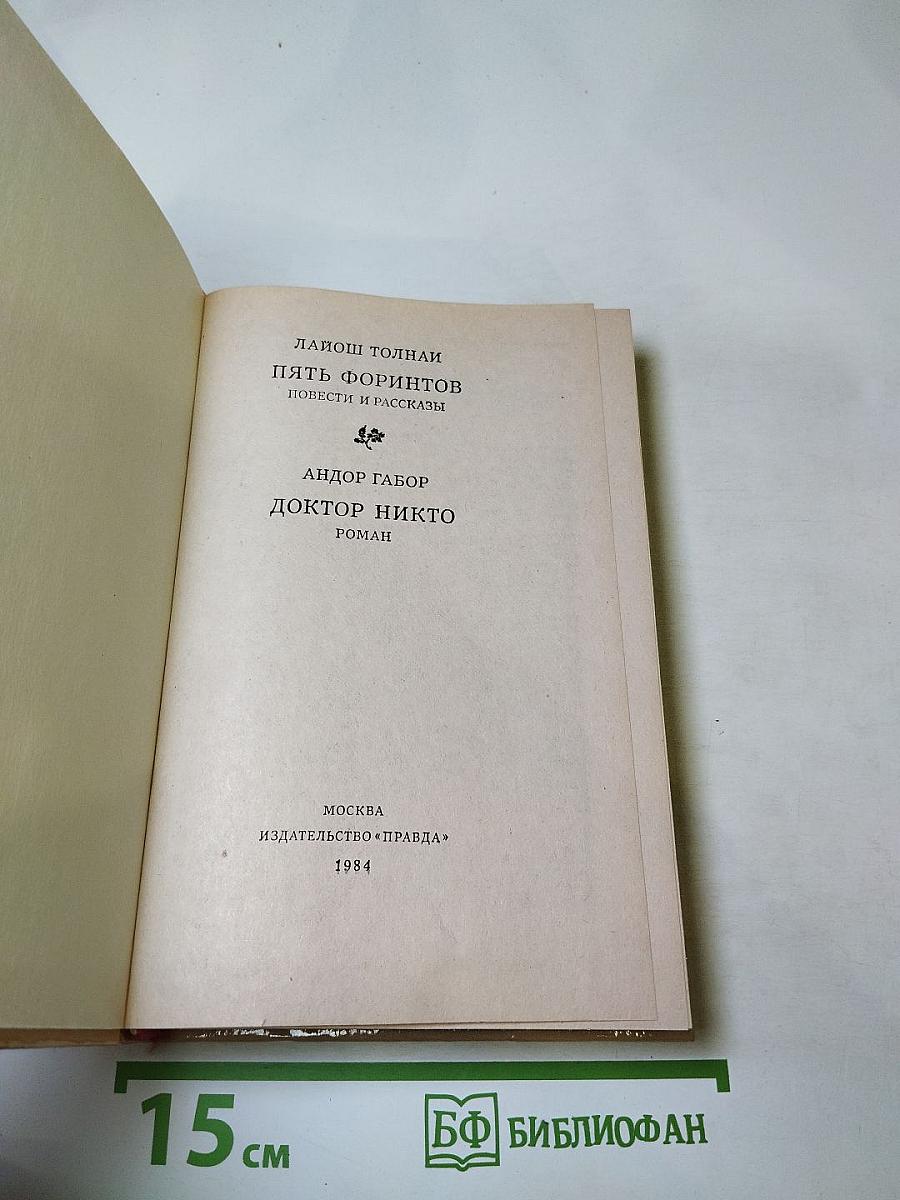 ЛАЙОШ ТОЛНАИ
ПЯТЬ ФОРИНТОВ
ПОВЕСТИ И РАССКАЗЫ
АНДОР ГАБОР
ДОКТОР НИКТО
РОМАН
МОСКВА
ИЗДАТЕЛЬСТВО «ПРАВДА»
1984
15 см
БФ БИБЛИОФАН